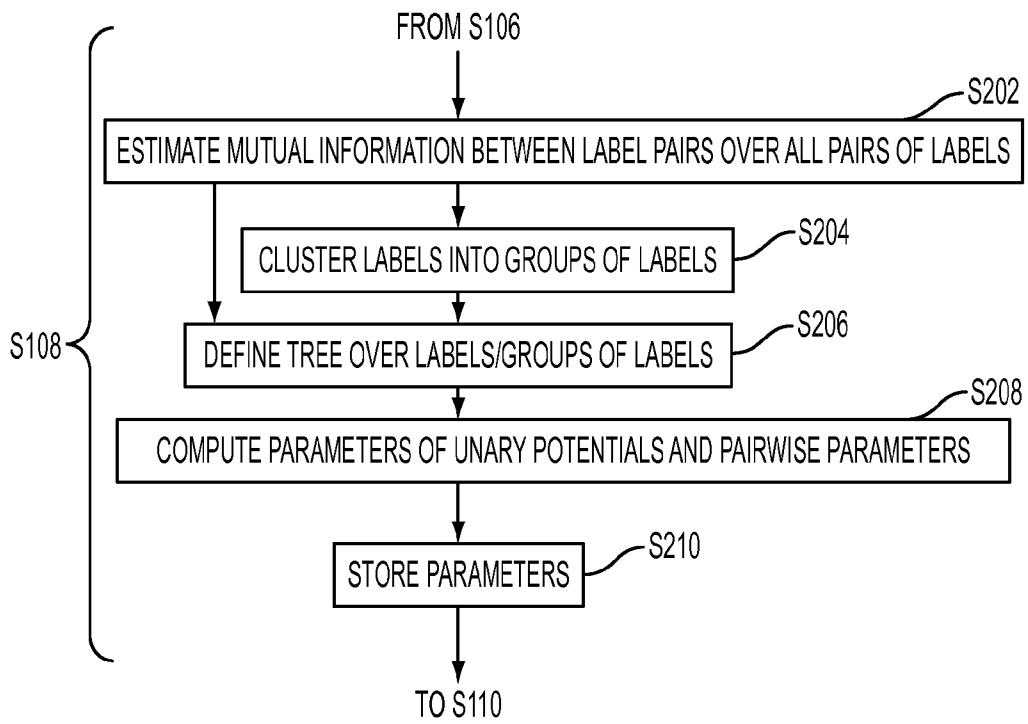 FROM S106
S202
ESTIMATE MUTUAL INFORMATION BETWEEN LABEL PAIRS OVER ALL PAIRS OF LABELS
S204
CLUSTER LABELS INTO GROUPS OF LABELS
S206
S108
DEFINE TREE OVER LABELS/GROUPS OF LABELS
S208
COMPUTE PARAMETERS OF UNARY POTENTIALS AND PAIRWISE PARAMETERS
S210
STORE PARAMETERS
TO S110